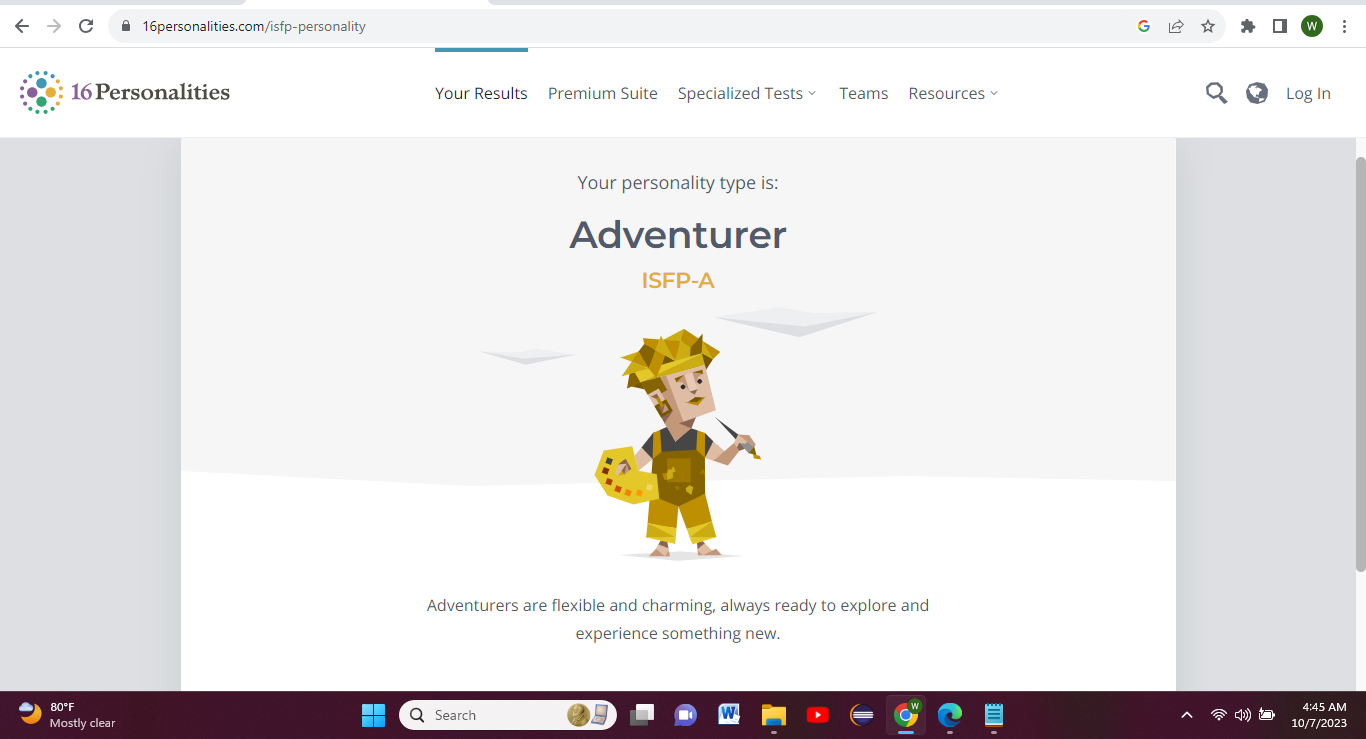 16personalities.com/isfp-personality
W
16Personalities
Your Results
Premium Suite
Specialized Tests
Teams
Resources
Log In
Your personality type is:
Adventurer
ISFP-A
Adventurers are flexible and charming, always ready to explore and
experience something new.
80°F
Mostly clear
Search
W
W
4:45 AM
10/7/2023